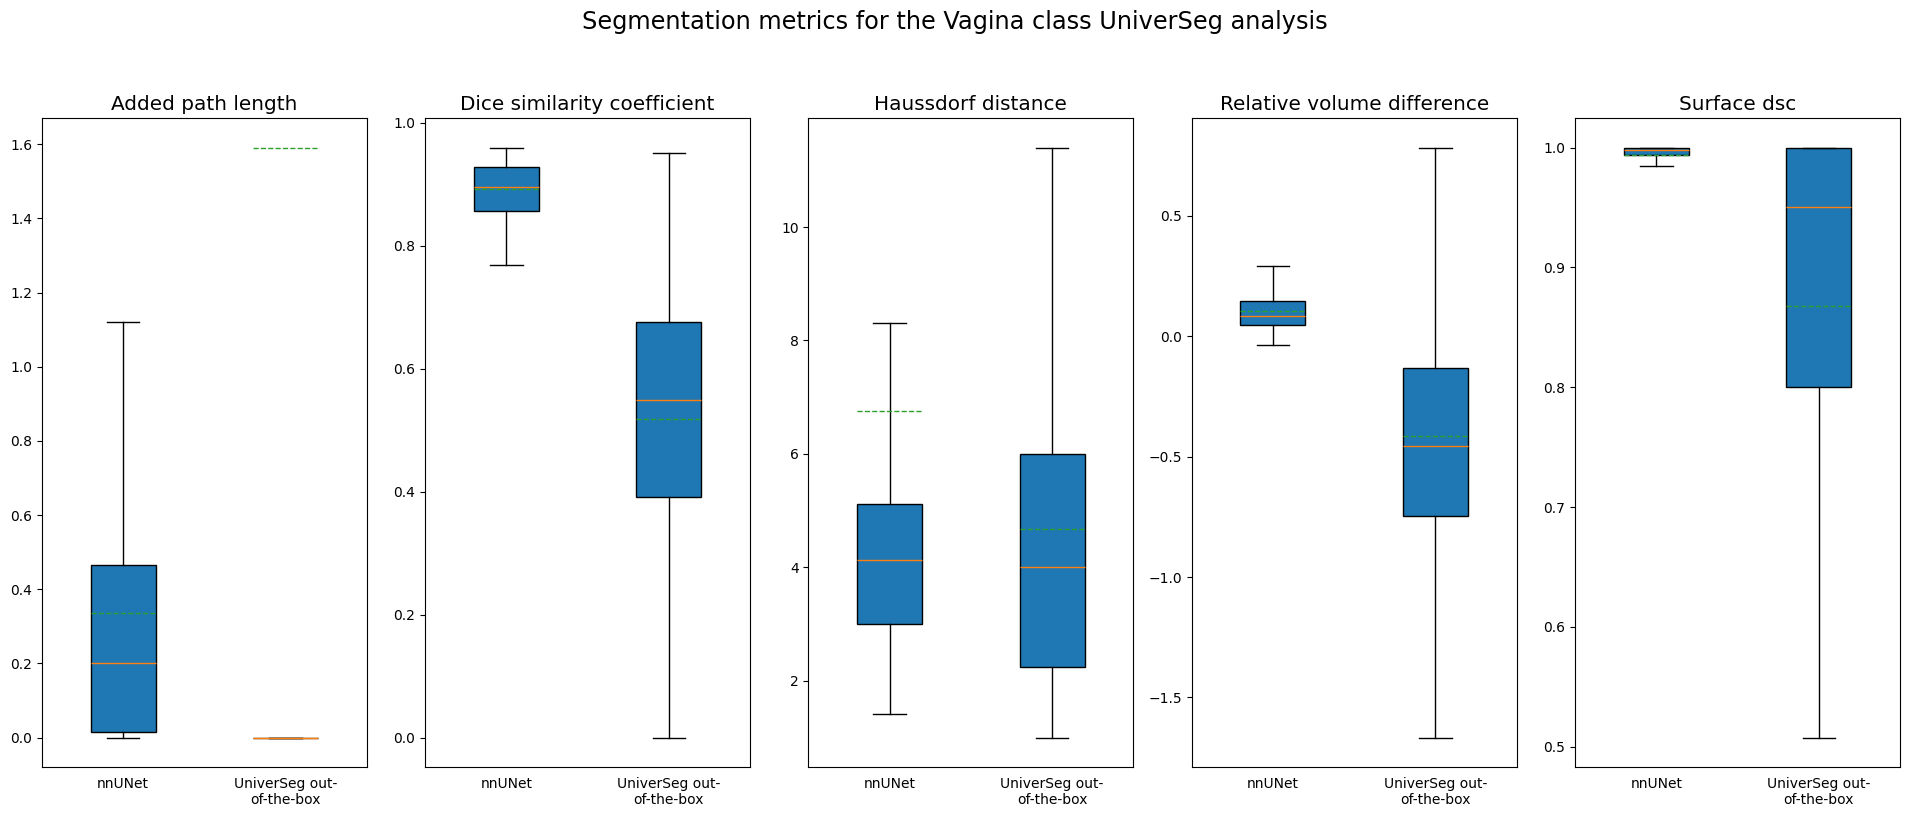 Segmentation metrics for the Vagina class UniverSeg analysis
Added path length
1.6
1.4
1.2
1.0
0.8
0.6
0.4
0.2
0.0
nnUNet
UniverSeg out-
of-the-box
Dice similarity coefficient
1.0
0.8
0.6
0.4
0.2
0.0
nnUNet
UniverSeg out-
of-the-box
Haussdorf distance
10
8
6
4
2
nnUNet
UniverSeg out-
of-the-box
Relative volume difference
0.5
0.0
−0.5
−1.0
−1.5
nnUNet
UniverSeg out-
of-the-box
Surface dsc
1.0
0.9
0.8
0.7
0.6
0.5
nnUNet
UniverSeg out-
of-the-box